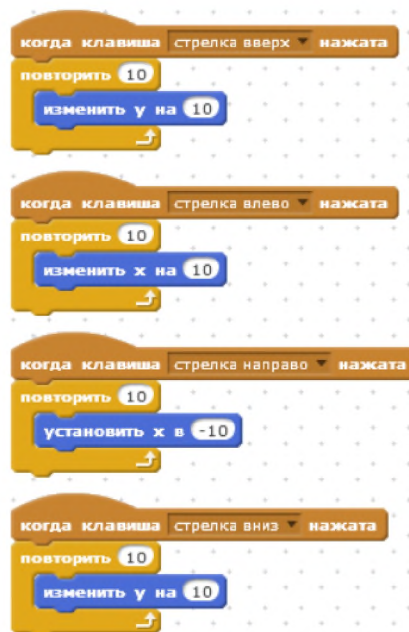 когда клавиша стрелка вверх нажата
повторить 10
изменить y на 10
когда клавиша стрелка влево нажата
повторить 10
изменить x на 10
когда клавиша стрелка направо нажата
повторить 10
установить x в -10
когда клавиша стрелка вниз нажата
повторить 10
изменить y на 10